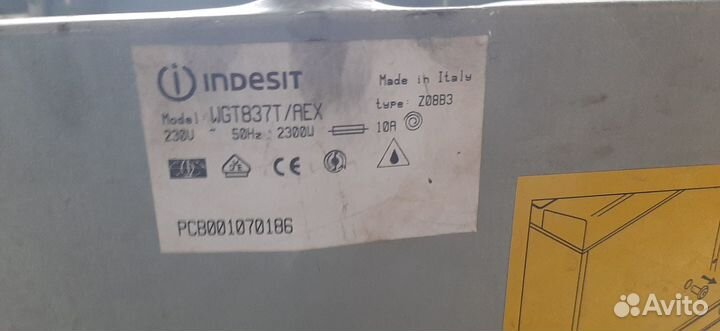 INDESIT
Made in Italy
Model: WGT837T/AEX
type: Z08B3
230V ~ 50Hz : 2300W 10A
CE
PCB001070186
Avito